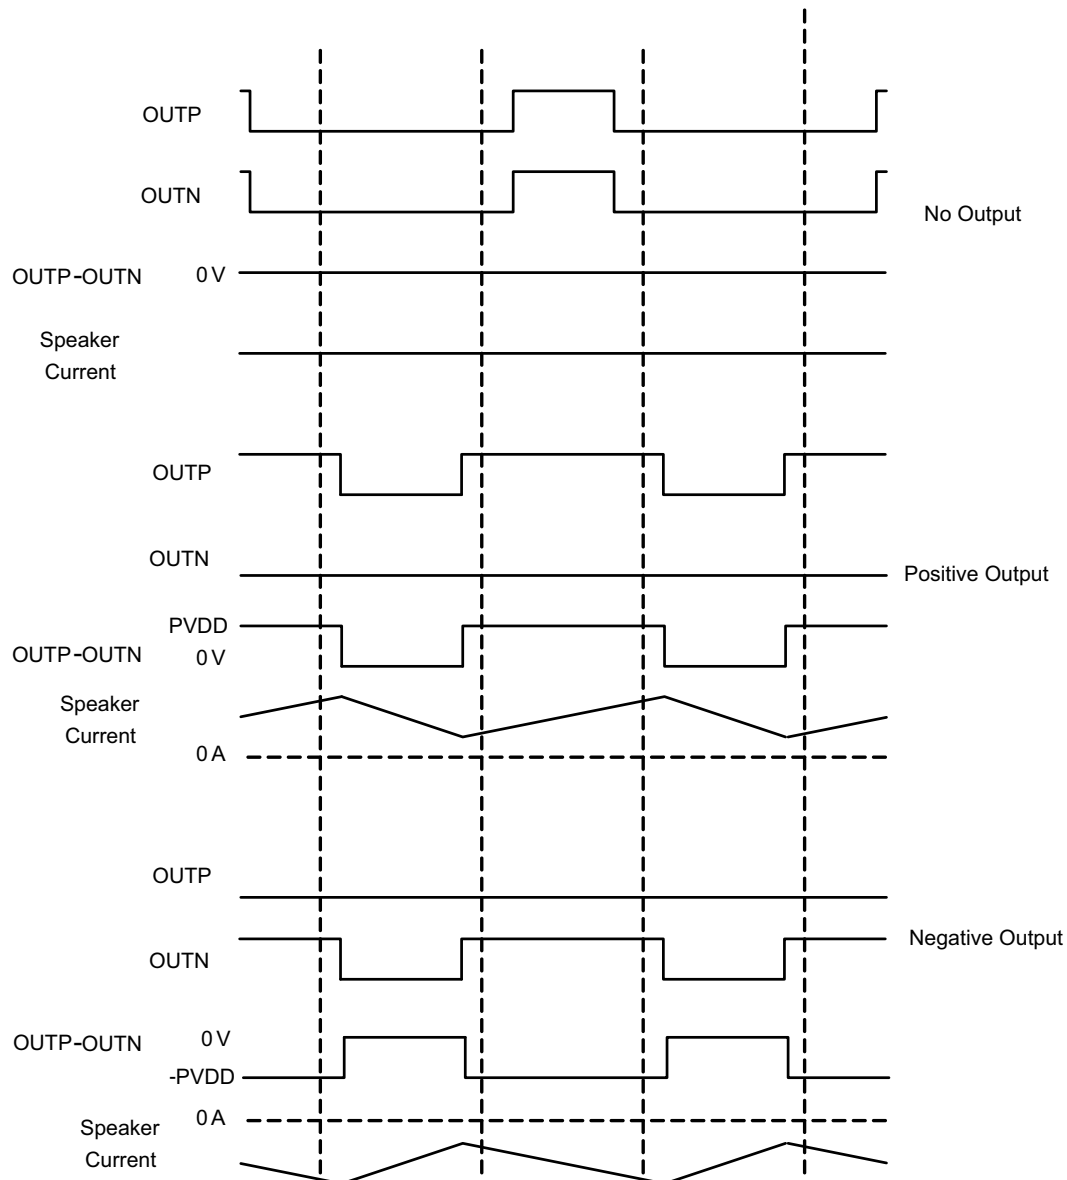 OUTP
OUTN
No Output
OUTP-OUTN 0 V
Speaker
Current
OUTP
OUTN
Positive Output
PVDD
OUTP-OUTN 0 V
Speaker
Current
0 A
OUTP
Negative Output
OUTN
OUTP-OUTN 0 V
-PVDD
0 A
Speaker
Current